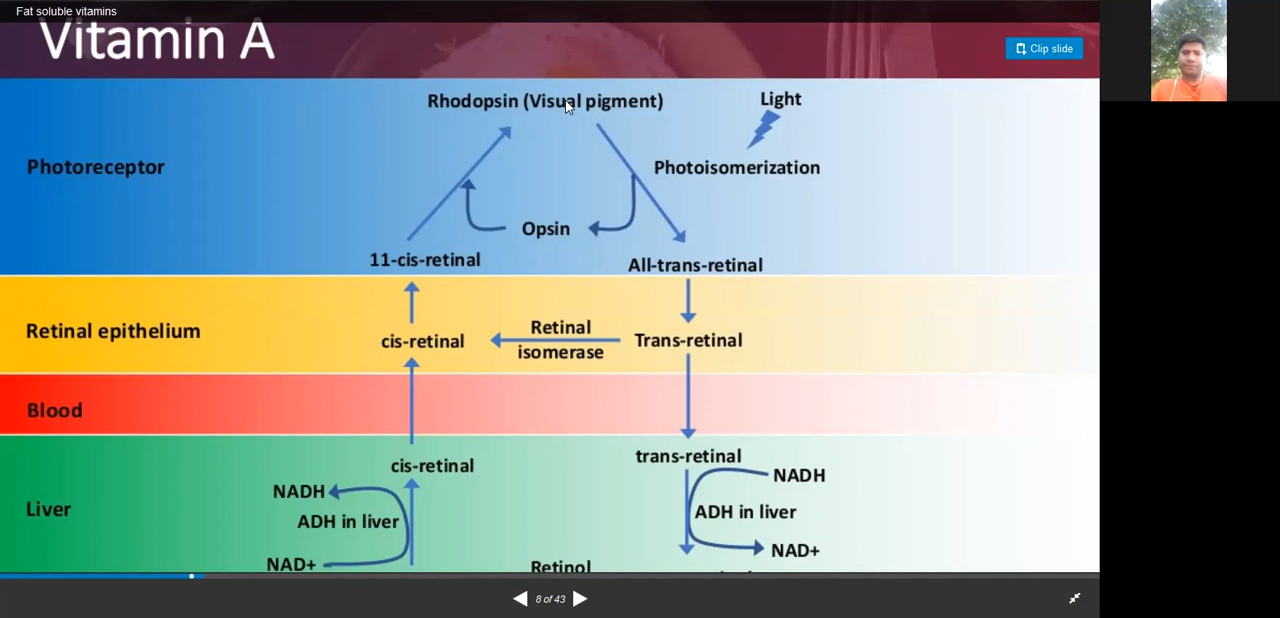 Fat soluble vitamins
Vitamin A
Clip slide
Rhodopsin (Visual pigment)
Light
Photoreceptor
Photoisomerization
Opsin
11-cis-retinal
All-trans-retinal
Retinal epithelium
cis-retinal
Retinal
isomerase
Trans-retinal
Blood
Liver
cis-retinal
trans-retinal
NADH
NADH
ADH in liver
ADH in liver
NAD+
NAD+
Retinol
8 of 43